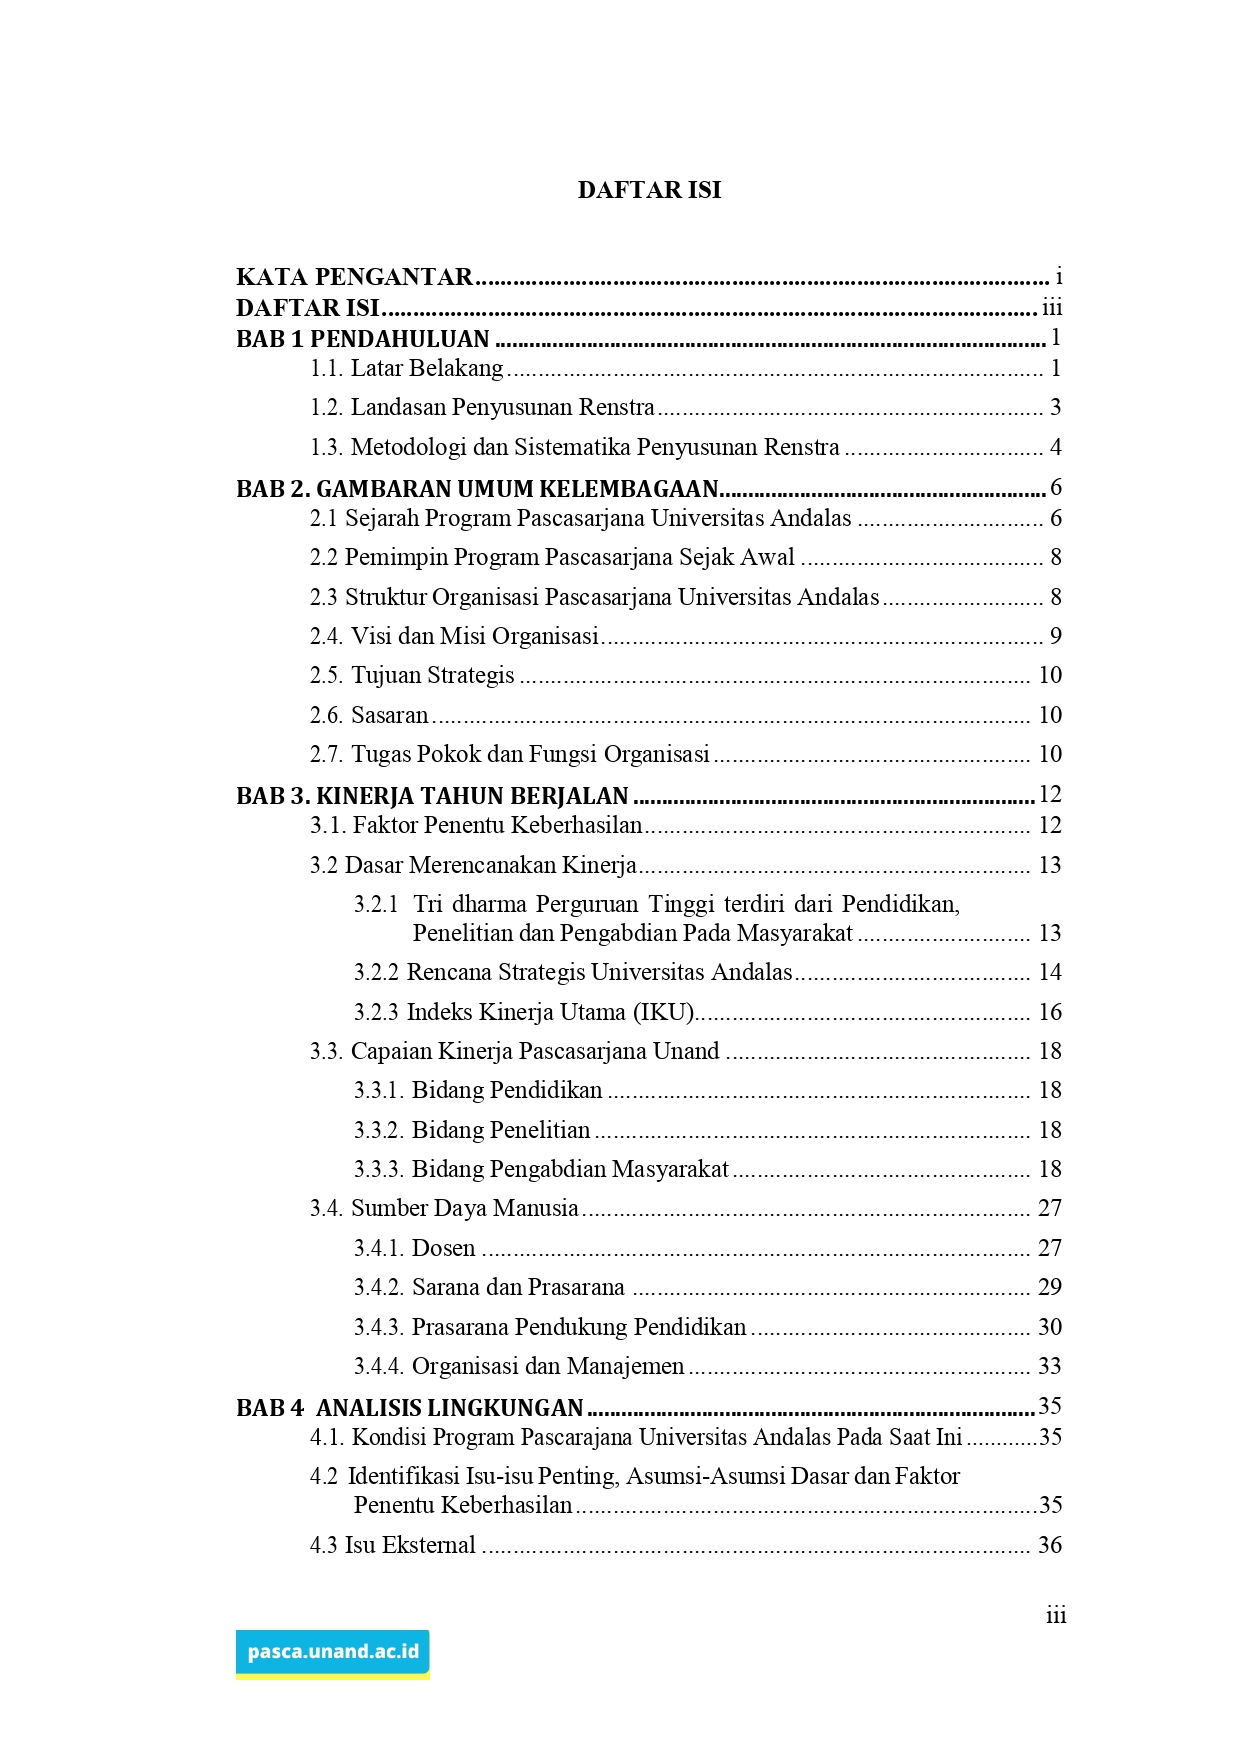 DAFTAR ISI
KATA PENGANTAR.......................................................................................... i
DAFTAR ISI........................................................................................................ iii
BAB 1 PENDAHULUAN ................................................................................................ 1
1.1. Latar Belakang..................................................................................... 1
1.2. Landasan Penyusunan Renstra............................................................. 3
1.3. Metodologi dan Sistematika Penyusunan Renstra ................................ 4
BAB 2. GAMBARAN UMUM KELEMBAGAAN........................................................ 6
2.1 Sejarah Program Pascasarjana Universitas Andalas .............................. 6
2.2 Pemimpin Program Pascasarjana Sejak Awal ....................................... 8
2.3 Struktur Organisasi Pascasarjana Universitas Andalas.......................... 8
2.4. Visi dan Misi Organisasi...................................................................... 9
2.5. Tujuan Strategis ................................................................................. 10
2.6. Sasaran............................................................................................... 10
2.7. Tugas Pokok dan Fungsi Organisasi................................................... 10
BAB 3. KINERJA TAHUN BERJALAN ..................................................................... 12
3.1. Faktor Penentu Keberhasilan.............................................................. 12
3.2 Dasar Merencanakan Kinerja............................................................... 13
3.2.1 Tri dharma Perguruan Tinggi terdiri dari Pendidikan,
Penelitian dan Pengabdian Pada Masyarakat ............................ 13
3.2.2 Rencana Strategis Universitas Andalas...................................... 14
3.2.3 Indeks Kinerja Utama (IKU)...................................................... 16
3.3. Capaian Kinerja Pascasarjana Unand ................................................. 18
3.3.1. Bidang Pendidikan ................................................................... 18
3.3.2. Bidang Penelitian...................................................................... 18
3.3.3. Bidang Pengabdian Masyarakat................................................ 18
3.4. Sumber Daya Manusia....................................................................... 27
3.4.1. Dosen ....................................................................................... 27
3.4.2. Sarana dan Prasarana ................................................................ 29
3.4.3. Prasarana Pendukung Pendidikan............................................. 30
3.4.4. Organisasi dan Manajemen....................................................... 33
BAB 4 ANALISIS LINGKUNGAN.............................................................................. 35
4.1. Kondisi Program Pascarajana Universitas Andalas Pada Saat Ini............35
4.2 Identifikasi Isu-isu Penting, Asumsi-Asumsi Dasar dan Faktor
Penentu Keberhasilan..........................................................................35
4.3 Isu Eksternal ........................................................................................ 36
iii
pasca.unand.ac.id